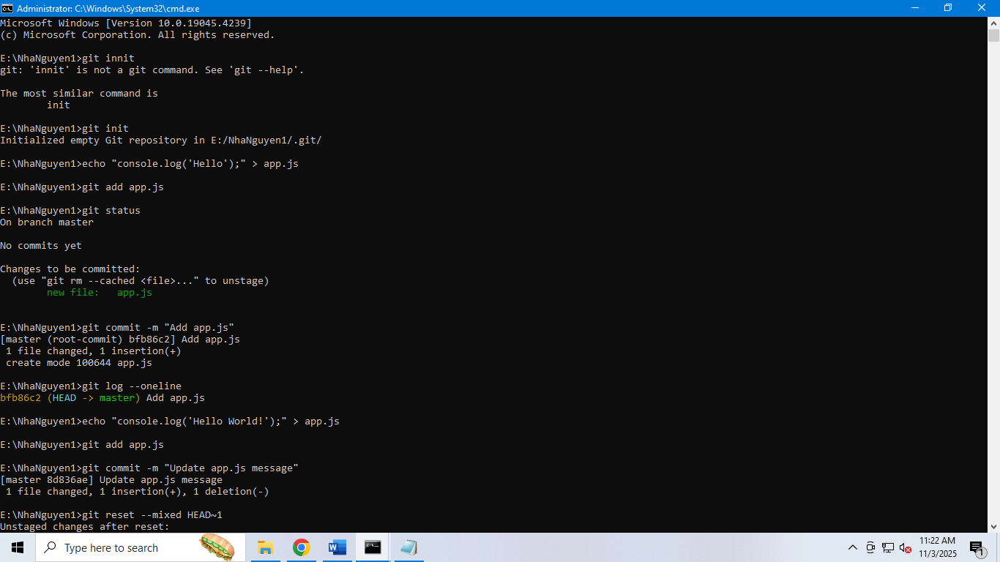 Administrator: C:\Windows\System32\cmd.exe
Microsoft Windows [Version 10.0.19045.4239]
(c) Microsoft Corporation. All rights reserved.
E:\NhaNguyen1>git innit
git: 'innit' is not a git command. See 'git --help'.
The most similar command is
        init
E:\NhaNguyen1>git init
Initialized empty Git repository in E:/NhaNguyen1/.git/
E:\NhaNguyen1>echo "console.log('Hello');" > app.js
E:\NhaNguyen1>git add app.js
E:\NhaNguyen1>git status
On branch master
No commits yet
Changes to be committed:
  (use "git rm --cached <file>..." to unstage)
        new file:   app.js
E:\NhaNguyen1>git commit -m "Add app.js"
[master (root-commit) bfb86c2] Add app.js
 1 file changed, 1 insertion(+)
 create mode 100644 app.js
E:\NhaNguyen1>git log --oneline
bfb86c2 (HEAD -> master) Add app.js
E:\NhaNguyen1>echo "console.log('Hello World!');" > app.js
E:\NhaNguyen1>git add app.js
E:\NhaNguyen1>git commit -m "Update app.js message"
[master 8d836ae] Update app.js message
 1 file changed, 1 insertion(+), 1 deletion(-)
E:\NhaNguyen1>git reset --mixed HEAD~1
Unstaged changes after reset:
Type here to search
11:22 AM
11/3/2025
1